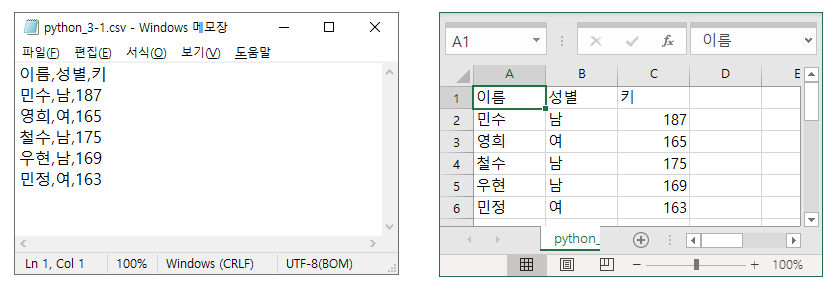 python_3-1.csv - Windows 메모장
파일(F) 편집(E) 서식(O) 보기(V) 도움말
이름,성별,키
민수,남,187
영희,여,165
철수,남,175
우현,남,169
민정,여,163
Ln 1, Col 1 100% Windows (CRLF) UTF-8(BOM)
A1 fx 이름
A B C D E
1 이름 성별 키
2 민수 남 187
3 영희 여 165
4 철수 남 175
5 우현 남 169
6 민정 여 163
python_
100%